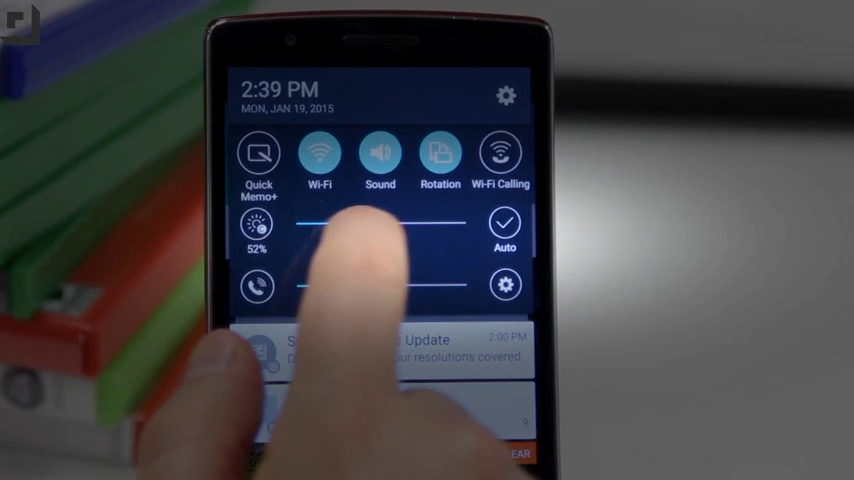 2:39 PM
MON, JAN 19, 2015
Quick Memo+
Wi-Fi
Sound
Rotation
Wi-Fi Calling
52%
Auto
Update
2:00 PM
our resolutions covered
9
EAR